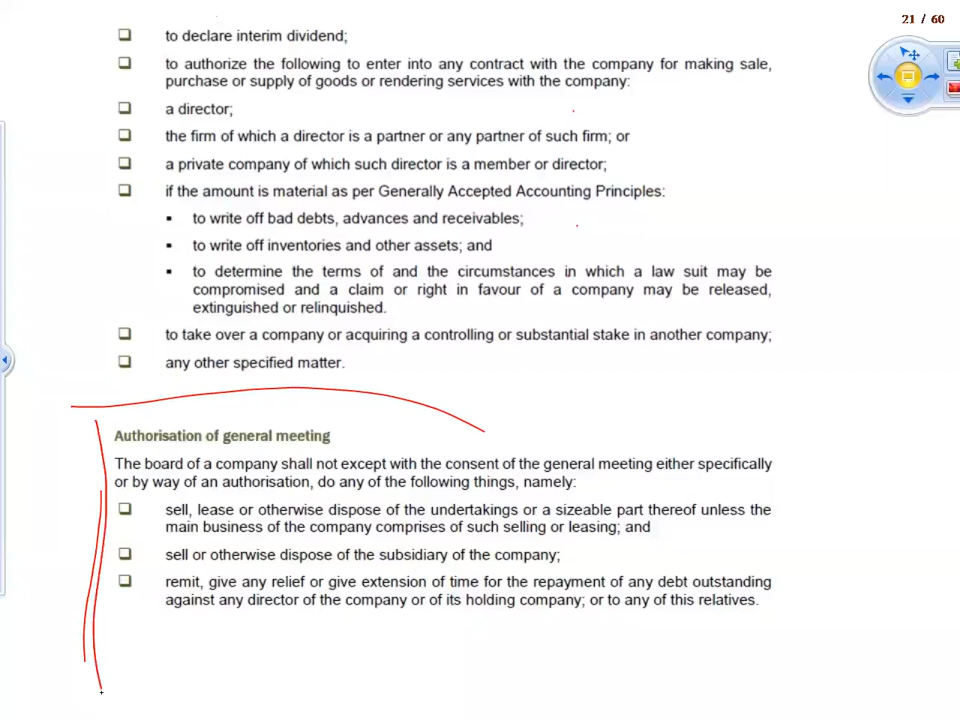 21 / 60
to declare interim dividend;
to authorize the following to enter into any contract with the company for making sale,
purchase or supply of goods or rendering services with the company:
a director;
the firm of which a director is a partner or any partner of such firm; or
a private company of which such director is a member or director;
if the amount is material as per Generally Accepted Accounting Principles:
to write off bad debts, advances and receivables;
to write off inventories and other assets; and
to determine the terms of and the circumstances in which a law suit may be
compromised and a claim or right in favour of a company may be released,
extinguished or relinquished.
to take over a company or acquiring a controlling or substantial stake in another company;
any other specified matter.
Authorisation of general meeting
The board of a company shall not except with the consent of the general meeting either specifically
or by way of an authorisation, do any of the following things, namely:
sell, lease or otherwise dispose of the undertakings or a sizeable part thereof unless the
main business of the company comprises of such selling or leasing; and
sell or otherwise dispose of the subsidiary of the company;
remit, give any relief or give extension of time for the repayment of any debt outstanding
against any director of the company or of its holding company; or to any of this relatives.